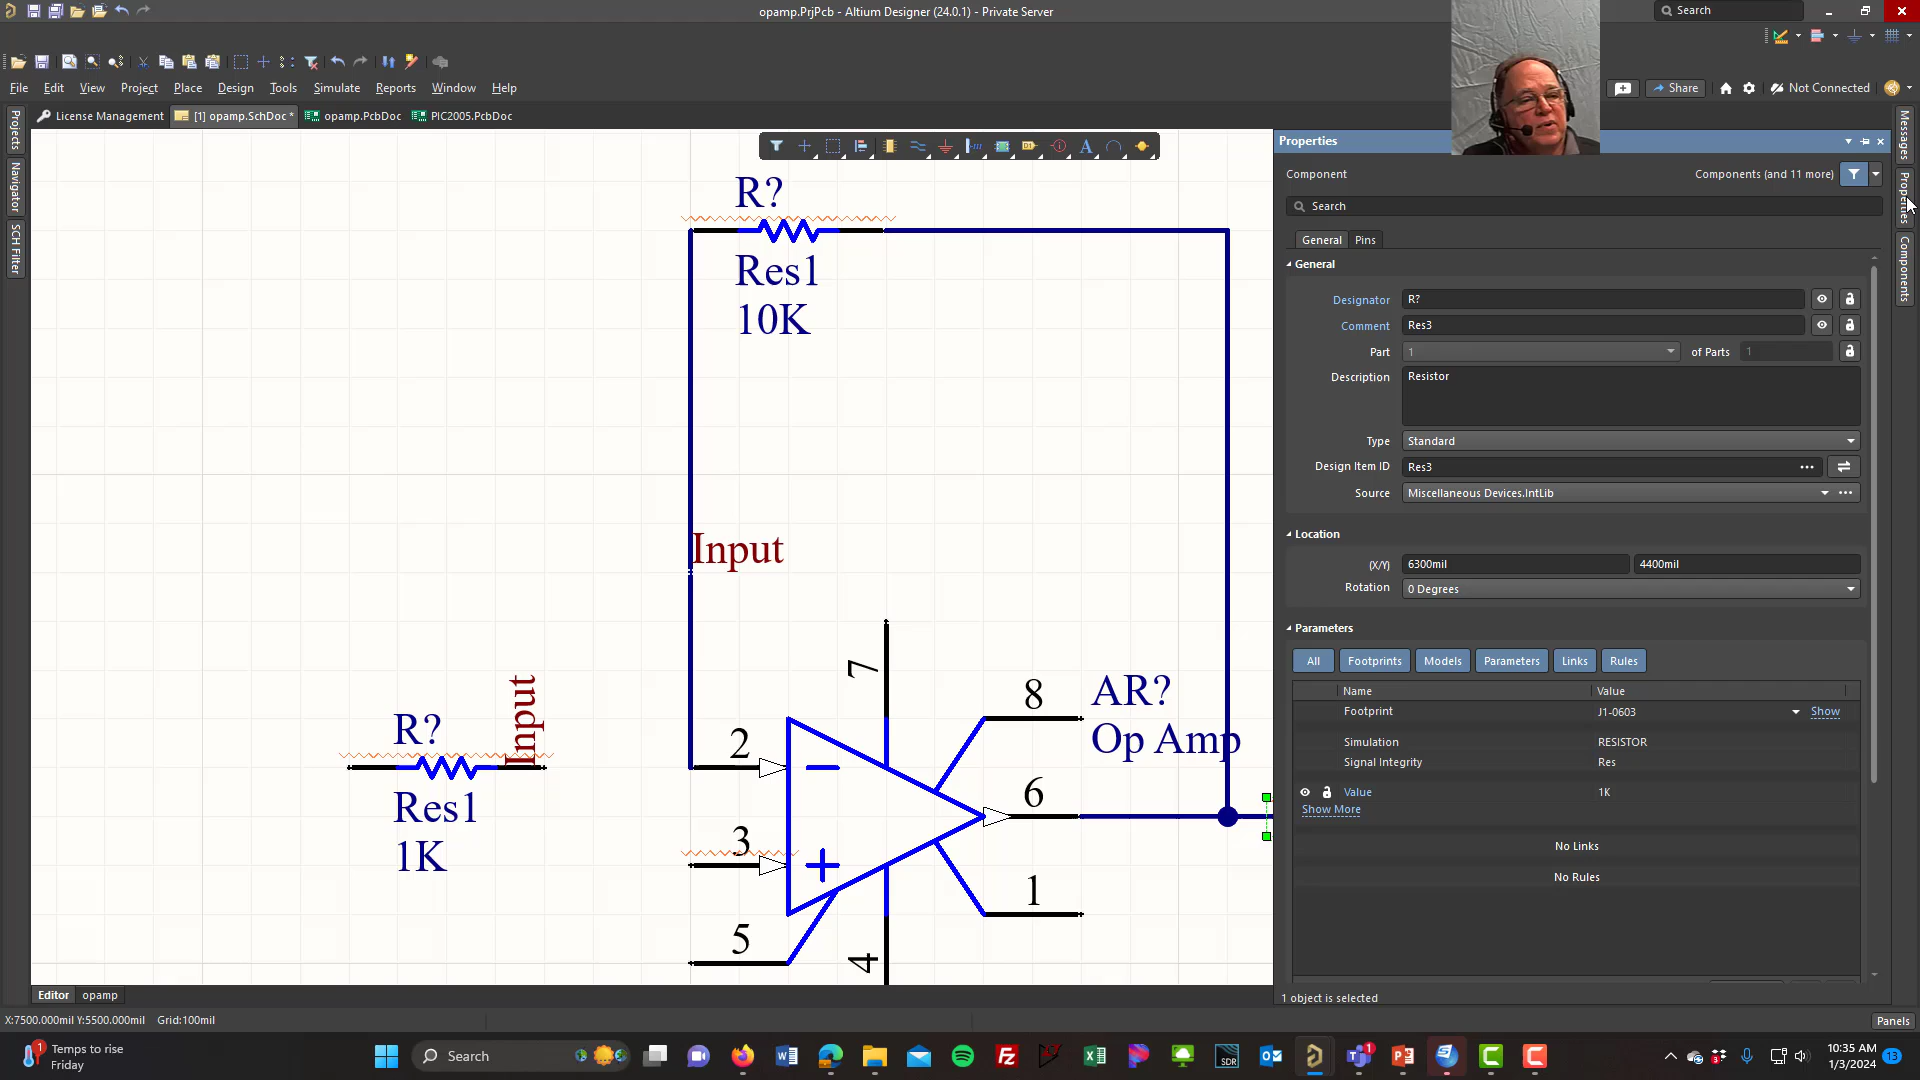 opamp.PrjPcb - Altium Designer (24.0.1) - Private Server
Search
File Edit View Project Place Design Tools Simulate Reports Window Help
Share
Not Connected
License Management
[1] opamp.SchDoc *
opamp.PcbDoc
PIC2005.PcbDoc
Projects
Navigator
SCH Filter
R?
Res1
10K
Input
R?
Input
Res1
1K
7
2
8
AR?
Op Amp
6
3
1
5
4
Properties
Component
Components (and 11 more)
Search
General Pins
General
Designator R?
Comment Res3
Part 1 of Parts 1
Description Resistor
Type Standard
Design Item ID Res3
Source Miscellaneous Devices.IntLib
Location
(X/Y) 6300mil 4400mil
Rotation 0 Degrees
Parameters
All Footprints Models Parameters Links Rules
Name Value
Footprint J1-0603 Show
Simulation RESISTOR
Signal Integrity Res
Value 1K
Show More
No Links
No Rules
1 object is selected
Messages
Properties
Components
Editor opamp
X:7500.000mil Y:5500.000mil Grid:100mil
Panels
1
Temps to rise
Friday
Search
SDR
1
3
10:35 AM
1/3/2024
13